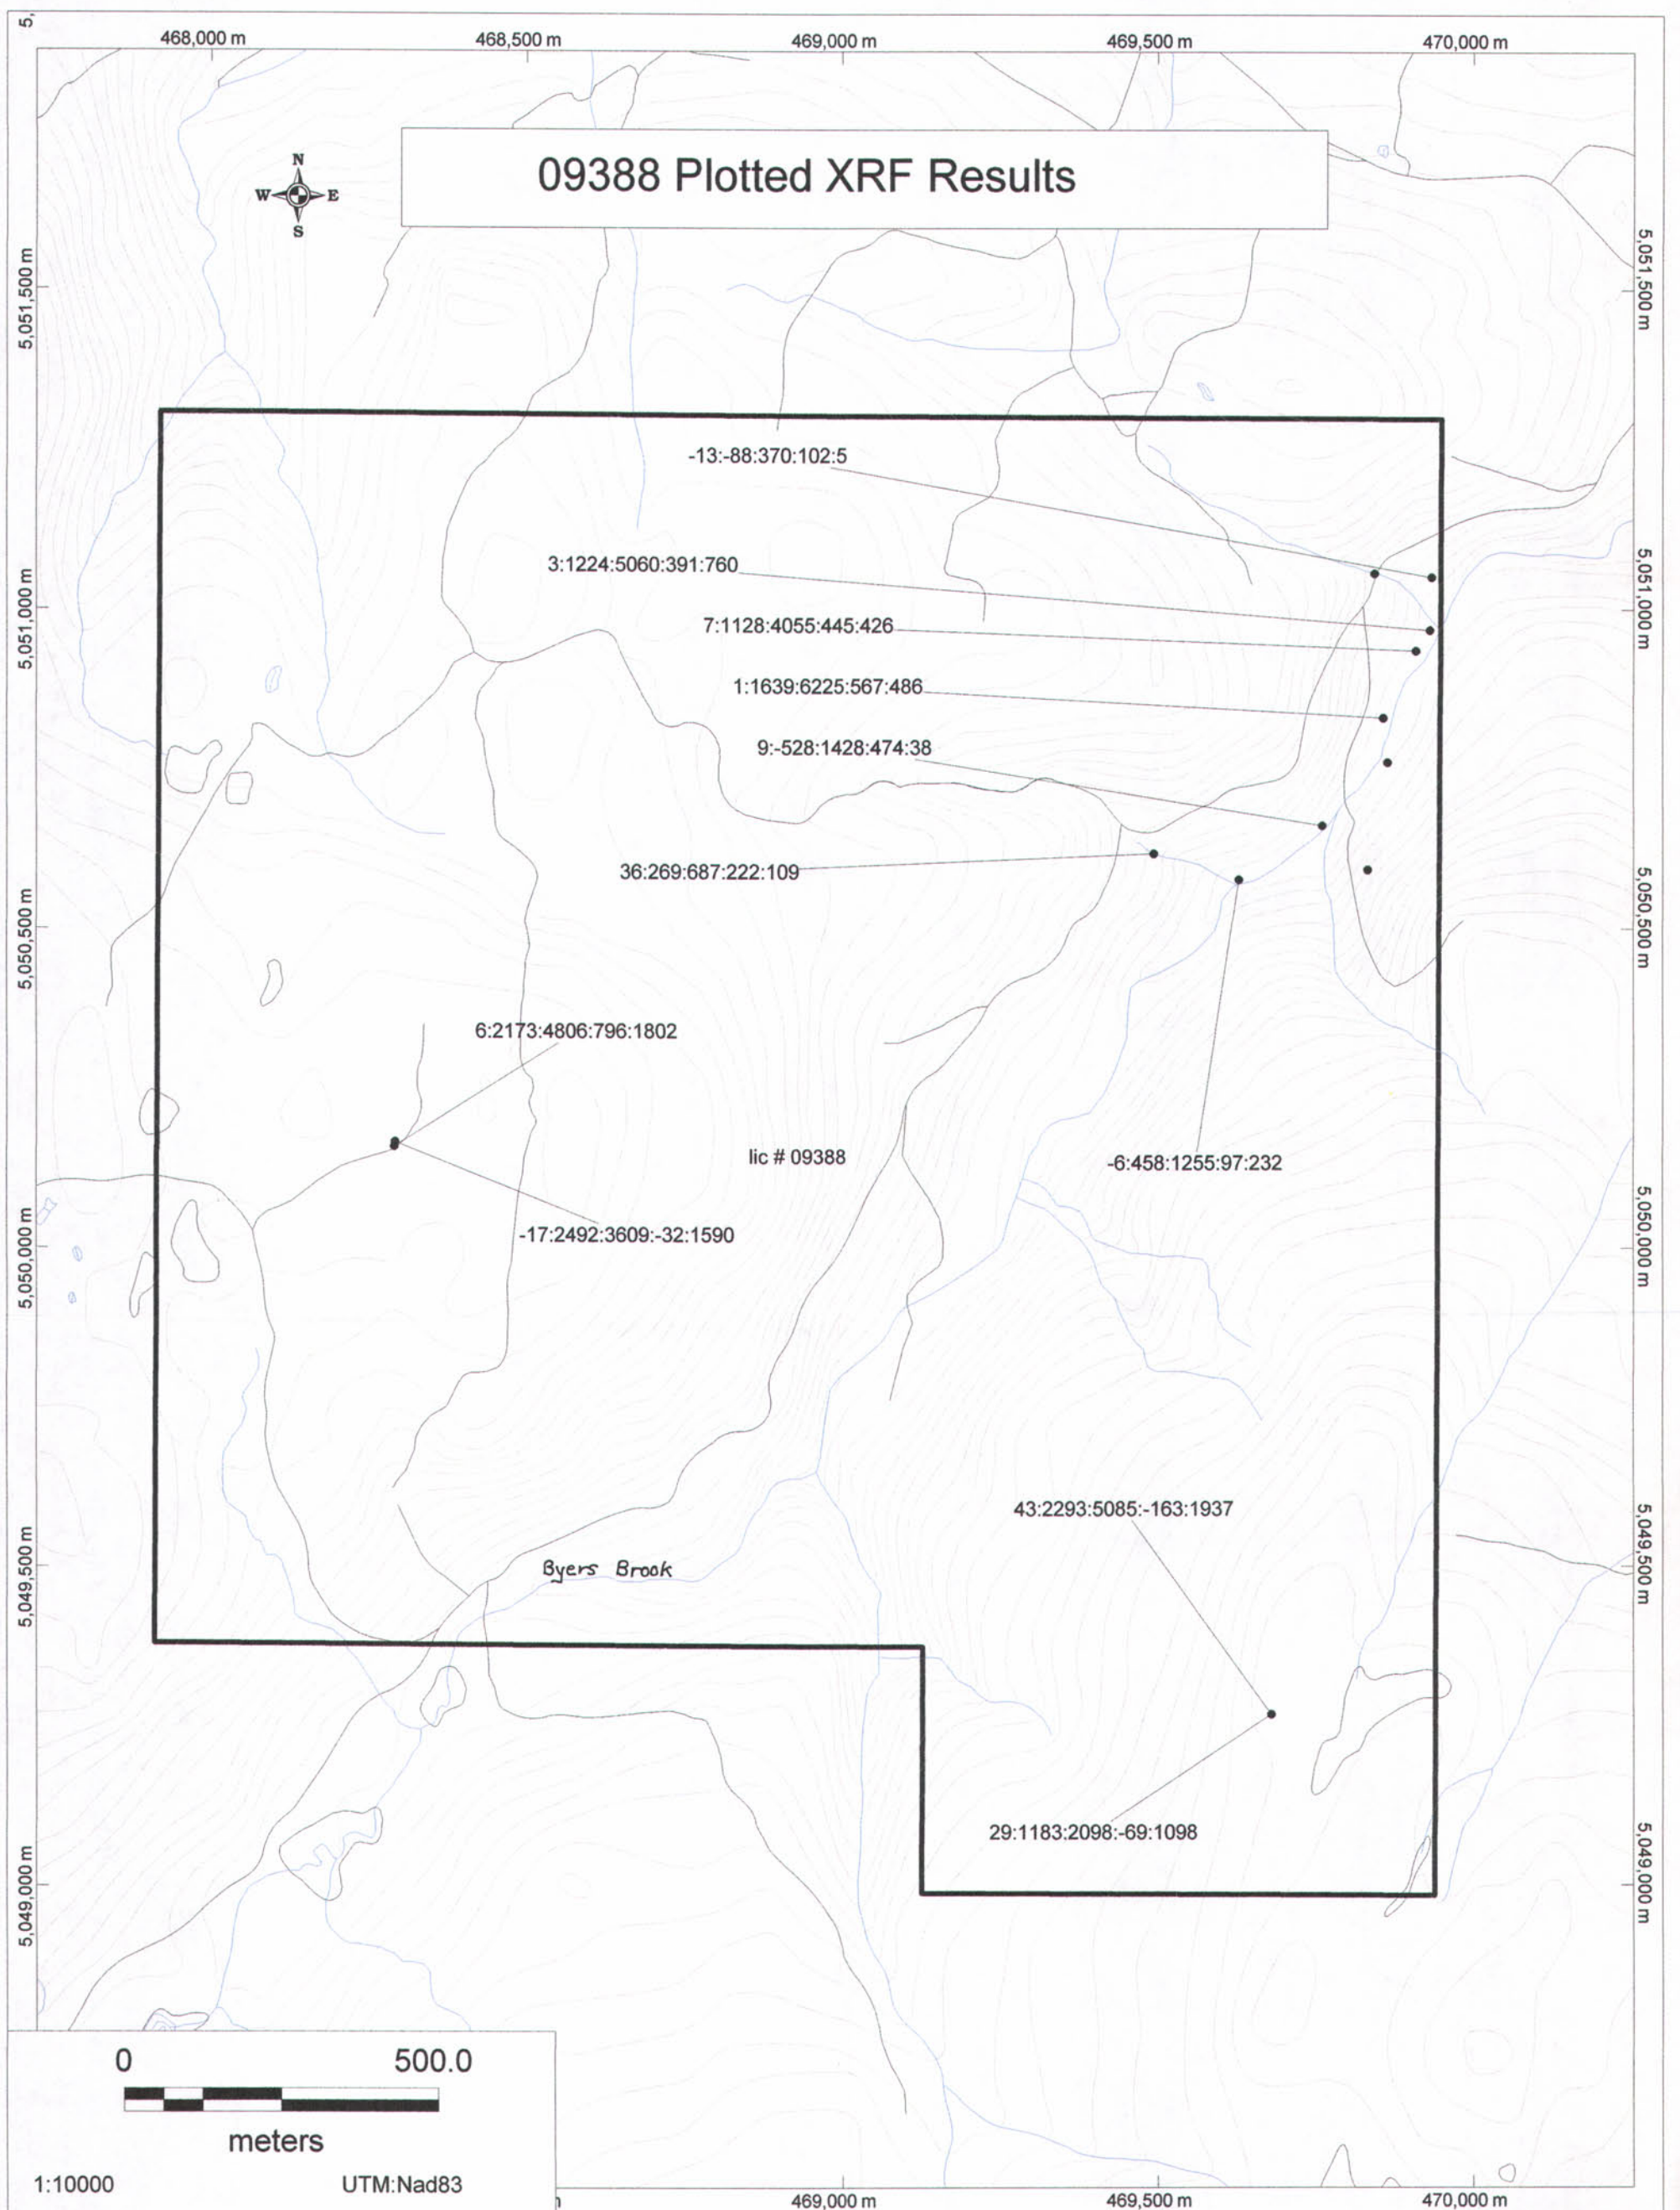 5,
468,000 m
468,500 m
469,000 m
469,500 m
470,000 m
09388 Plotted XRF Results
N
W E
S
5,051,500 m
5,051,500 m
-13:-88:370:102:5
3:1224:5060:391:760
5,051,000 m
5,051,000 m
7:1128:4055:445:426
1:1639:6225:567:486
9:-528:1428:474:38
36:269:687:222:109
5,050,500 m
5,050,500 m
6:2173:4806:796:1802
lic # 09388
-6:458:1255:97:232
-17:2492:3609:-32:1590
5,050,000 m
5,050,000 m
43:2293:5085:-163:1937
5,049,500 m
5,049,500 m
Byers Brook
29:1183:2098:-69:1098
5,049,000 m
5,049,000 m
0 500.0
meters
1:10000 UTM:Nad83
469,000 m
469,500 m
470,000 m